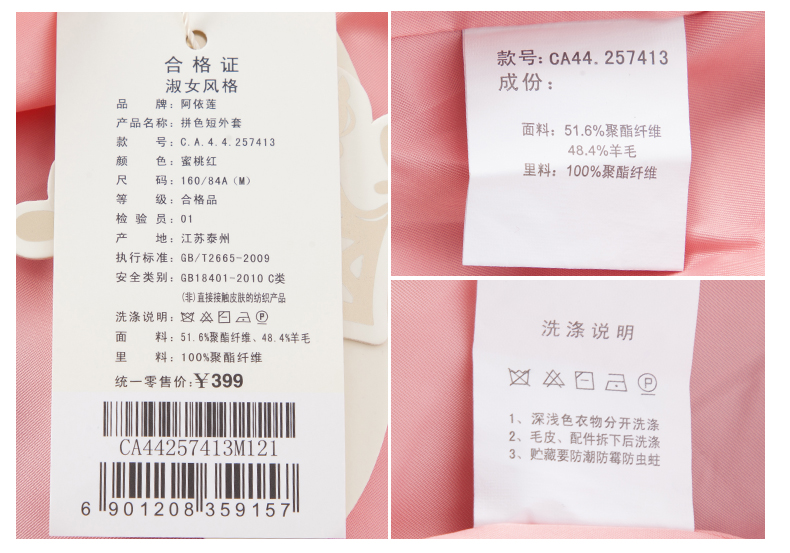 合格证
淑女风格
品 牌：阿依莲
产品名称：拼色短外套
款 号：C.A.4.4.257413
颜 色：蜜桃红
尺 码：160/84A（M）
等 级：合格品
检 验 员：01
产 地：江苏泰州
执行标准：GB/T2665-2009
安全类别：GB18401-2010 C类
(非)直接接触皮肤的纺织产品
洗涤说明：
面 料：51.6%聚酯纤维、48.4%羊毛
里 料：100%聚酯纤维
统一零售价：￥399
CA44257413M121
6 901208 359157
款号：CA44.257413
成份：
面料：51.6%聚酯纤维
48.4%羊毛
里料：100%聚酯纤维
洗涤说明
1、深浅色衣物分开洗涤
2、毛皮、配件拆下后洗涤
3、贮藏要防潮防霉防虫蛀